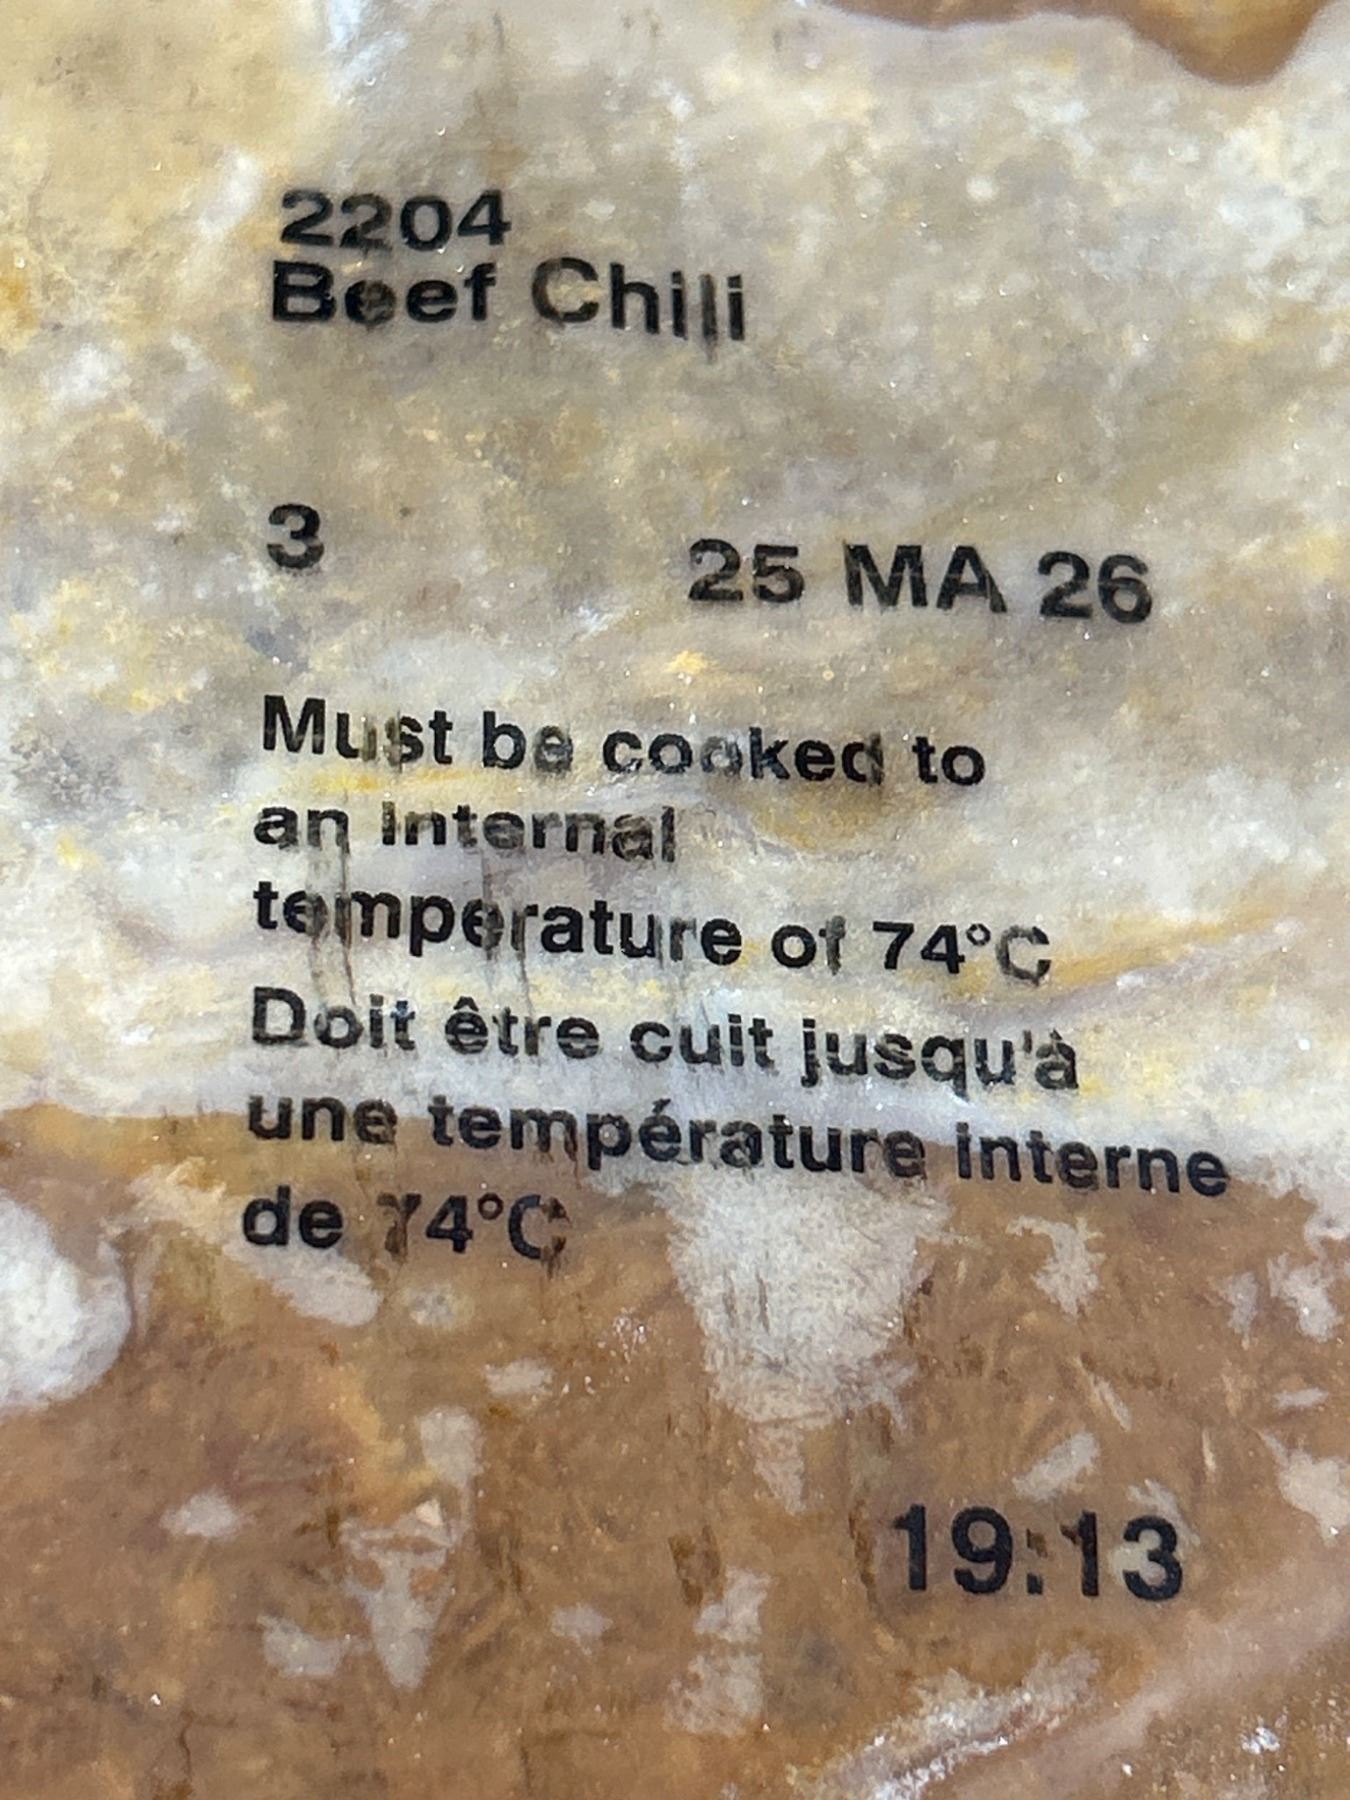 2204
Beef Chili
3 25 MA 26
Must be cooked to
an internal
temperature of 74°C
Doit être cuit jusqu'à
une température interne
de 74°C
19:13